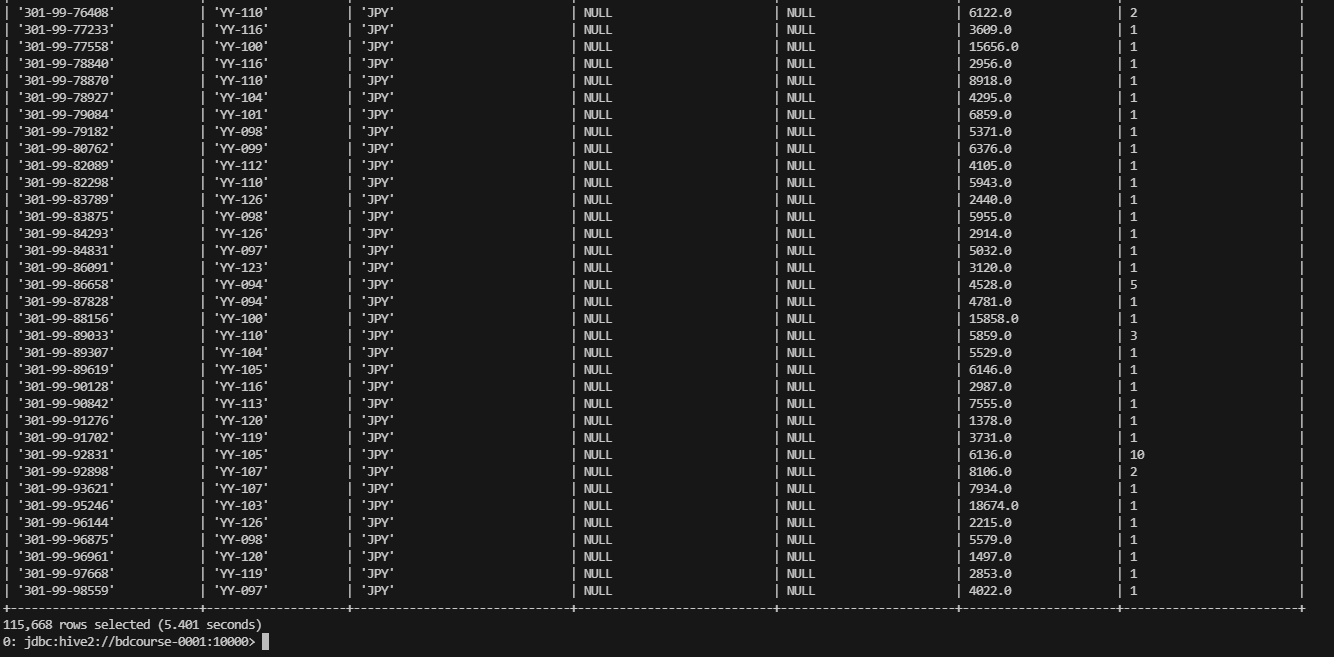 | '301-99-76408' | 'YY-110' | 'JPY' | NULL | NULL | 6122.0 | 2 |
| '301-99-77233' | 'YY-116' | 'JPY' | NULL | NULL | 3609.0 | 1 |
| '301-99-77558' | 'YY-100' | 'JPY' | NULL | NULL | 15656.0 | 1 |
| '301-99-78840' | 'YY-116' | 'JPY' | NULL | NULL | 2956.0 | 1 |
| '301-99-78870' | 'YY-110' | 'JPY' | NULL | NULL | 8918.0 | 1 |
| '301-99-78927' | 'YY-104' | 'JPY' | NULL | NULL | 4295.0 | 1 |
| '301-99-79084' | 'YY-101' | 'JPY' | NULL | NULL | 6859.0 | 1 |
| '301-99-79182' | 'YY-098' | 'JPY' | NULL | NULL | 5371.0 | 1 |
| '301-99-80762' | 'YY-099' | 'JPY' | NULL | NULL | 6376.0 | 1 |
| '301-99-82089' | 'YY-112' | 'JPY' | NULL | NULL | 4105.0 | 1 |
| '301-99-82298' | 'YY-110' | 'JPY' | NULL | NULL | 5943.0 | 1 |
| '301-99-83789' | 'YY-126' | 'JPY' | NULL | NULL | 2440.0 | 1 |
| '301-99-83875' | 'YY-098' | 'JPY' | NULL | NULL | 5955.0 | 1 |
| '301-99-84293' | 'YY-126' | 'JPY' | NULL | NULL | 2914.0 | 1 |
| '301-99-84831' | 'YY-097' | 'JPY' | NULL | NULL | 5032.0 | 1 |
| '301-99-86091' | 'YY-123' | 'JPY' | NULL | NULL | 3120.0 | 1 |
| '301-99-86658' | 'YY-094' | 'JPY' | NULL | NULL | 4528.0 | 5 |
| '301-99-87828' | 'YY-094' | 'JPY' | NULL | NULL | 4781.0 | 1 |
| '301-99-88156' | 'YY-100' | 'JPY' | NULL | NULL | 15858.0 | 1 |
| '301-99-89033' | 'YY-110' | 'JPY' | NULL | NULL | 5859.0 | 3 |
| '301-99-89307' | 'YY-104' | 'JPY' | NULL | NULL | 5529.0 | 1 |
| '301-99-89619' | 'YY-105' | 'JPY' | NULL | NULL | 6146.0 | 1 |
| '301-99-90128' | 'YY-116' | 'JPY' | NULL | NULL | 2987.0 | 1 |
| '301-99-90842' | 'YY-113' | 'JPY' | NULL | NULL | 7555.0 | 1 |
| '301-99-91276' | 'YY-120' | 'JPY' | NULL | NULL | 1378.0 | 1 |
| '301-99-91702' | 'YY-119' | 'JPY' | NULL | NULL | 3731.0 | 1 |
| '301-99-92831' | 'YY-105' | 'JPY' | NULL | NULL | 6136.0 | 10 |
| '301-99-92898' | 'YY-107' | 'JPY' | NULL | NULL | 8106.0 | 2 |
| '301-99-93621' | 'YY-107' | 'JPY' | NULL | NULL | 7934.0 | 1 |
| '301-99-95246' | 'YY-103' | 'JPY' | NULL | NULL | 18674.0 | 1 |
| '301-99-96144' | 'YY-126' | 'JPY' | NULL | NULL | 2215.0 | 1 |
| '301-99-96875' | 'YY-098' | 'JPY' | NULL | NULL | 5579.0 | 1 |
| '301-99-96961' | 'YY-120' | 'JPY' | NULL | NULL | 1497.0 | 1 |
| '301-99-97668' | 'YY-119' | 'JPY' | NULL | NULL | 2853.0 | 1 |
| '301-99-98559' | 'YY-097' | 'JPY' | NULL | NULL | 4022.0 | 1 |
115,668 rows selected (5.401 seconds)
0: jdbc:hive2://bdcourse-0001:10000>